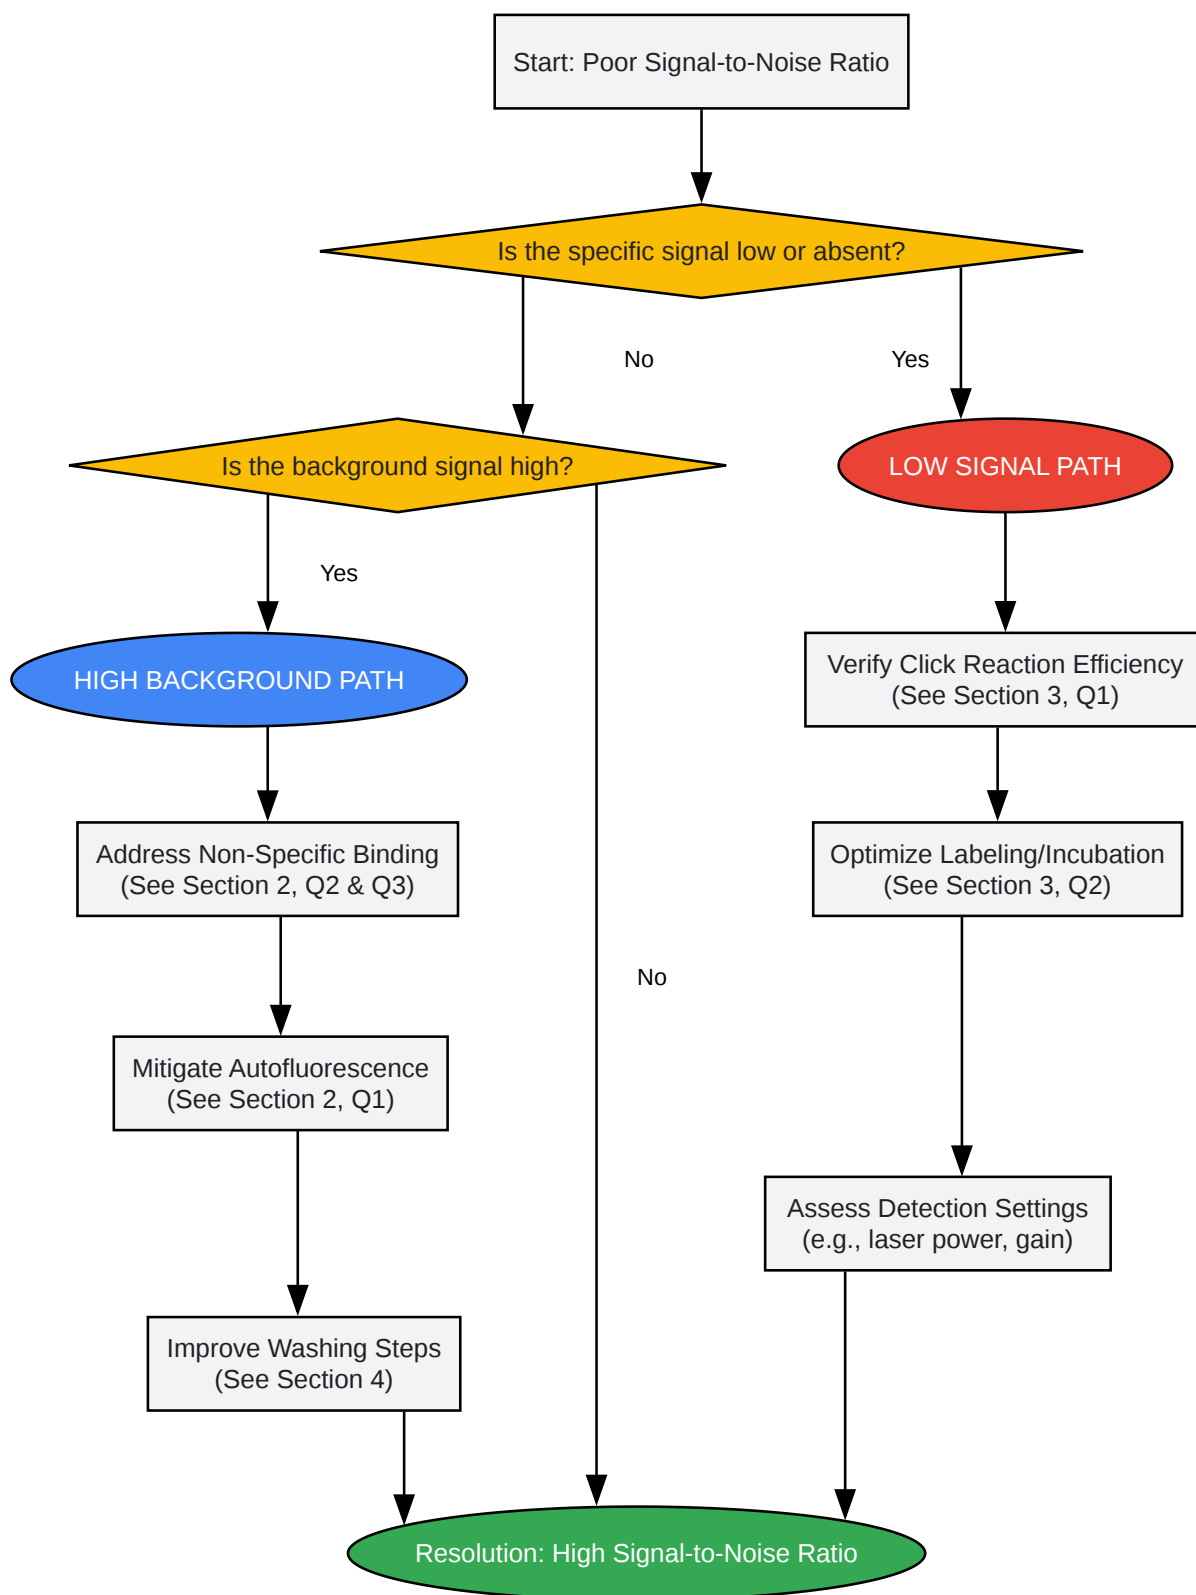 Start: Poor Signal-to-Noise Ratio
Is the specific signal low or absent?
No
Yes
Is the background signal high?
LOW SIGNAL PATH
Yes
HIGH BACKGROUND PATH
Verify Click Reaction Efficiency
(See Section 3, Q1)
Address Non-Specific Binding
(See Section 2, Q2 & Q3)
Optimize Labeling/Incubation
(See Section 3, Q2)
No
Mitigate Autofluorescence
(See Section 2, Q1)
Assess Detection Settings
(e.g., laser power, gain)
Improve Washing Steps
(See Section 4)
Resolution: High Signal-to-Noise Ratio